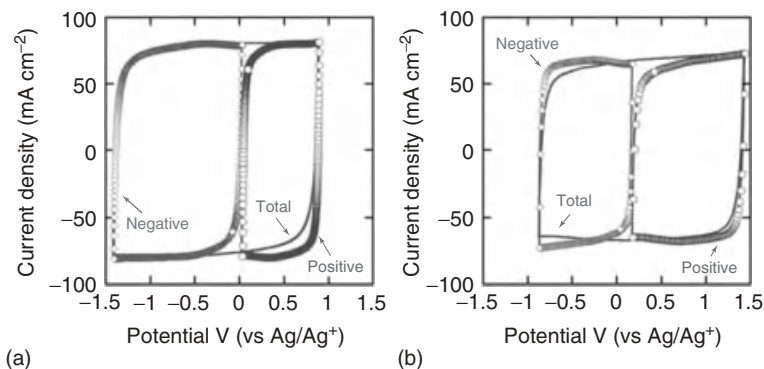 Current density (mA cm⁻²)
100
50
0
−50
−100
Negative
Total
Positive
−1.5 −1 −0.5 0 0.5 1 1.5
Potential V (vs Ag/Ag⁺)
(a)
Current density (mA cm⁻²)
100
50
0
−50
−100
Negative
Total
Positive
−1.5 −1 −0.5 0 0.5 1 1.5
Potential V (vs Ag/Ag⁺)
(b)